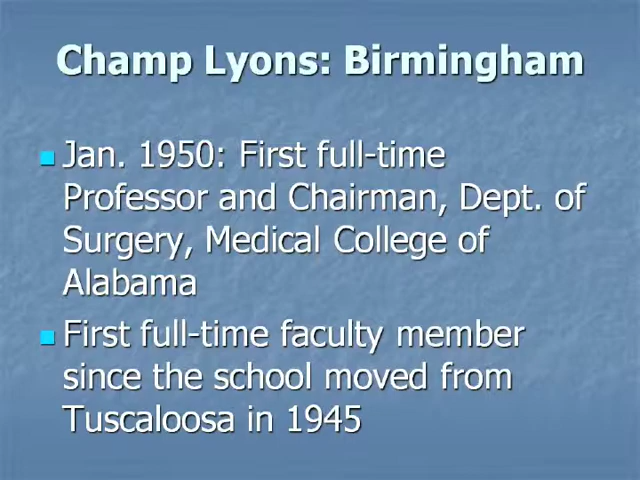 Champ Lyons: Birmingham
Jan. 1950: First full-time
Professor and Chairman, Dept. of
Surgery, Medical College of
Alabama
First full-time faculty member
since the school moved from
Tuscaloosa in 1945